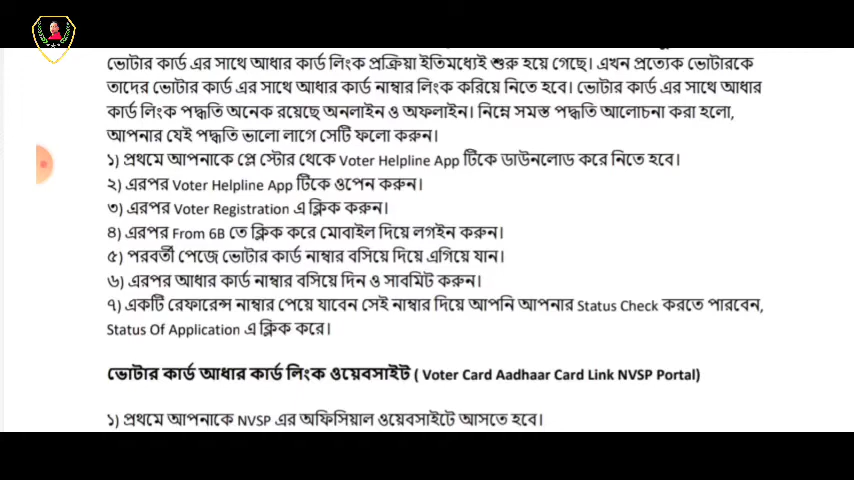 ভোটার কার্ড এর সাথে আধার কার্ড লিংক প্রক্রিয়া ইতিমধ্যেই শুরু হয়ে গেছে। এখন প্রত্যেক ভোটারকে
তাদের ভোটার কার্ড এর সাথে আধার কার্ড নাম্বার লিংক করিয়ে নিতে হবে। ভোটার কার্ড এর সাথে আধার
কার্ড লিংক পদ্ধতি অনেক রয়েছে অনলাইন ও অফলাইন। নিম্নে সমস্ত পদ্ধতি আলোচনা করা হলো,
আপনার যেই পদ্ধতি ভালো লাগে সেটি ফলো করুন।
১) প্রথমে আপনাকে প্লে স্টোর থেকে Voter Helpline App টিকে ডাউনলোড করে নিতে হবে।
২) এরপর Voter Helpline App টিকে ওপেন করুন।
৩) এরপর Voter Registration এ ক্লিক করুন।
৪) এরপর From 6B তে ক্লিক করে মোবাইল দিয়ে লগইন করুন।
৫) পরবর্তী পেজে ভোটার কার্ড নাম্বার বসিয়ে দিয়ে এগিয়ে যান।
৬) এরপর আধার কার্ড নাম্বার বসিয়ে দিন ও সাবমিট করুন।
৭) একটি রেফারেন্স নাম্বার পেয়ে যাবেন সেই নাম্বার দিয়ে আপনি আপনার Status Check করতে পারবেন,
Status Of Application এ ক্লিক করে।
ভোটার কার্ড আধার কার্ড লিংক ওয়েবসাইট ( Voter Card Aadhaar Card Link NVSP Portal)
১) প্রথমে আপনাকে NVSP এর অফিসিয়াল ওয়েবসাইটে আসতে হবে।